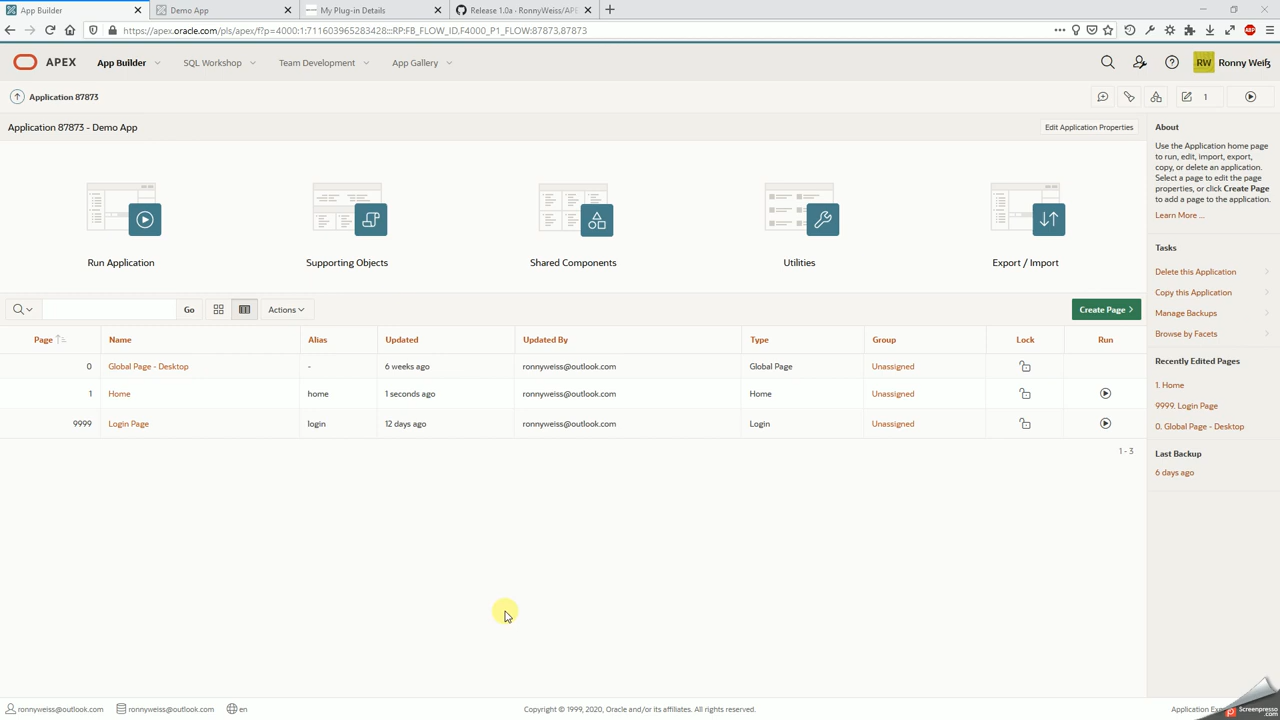 App Builder
Demo App
My Plug-in Details
Release 1.0a · RonnyWeiss/APE
https://apex.oracle.com/pls/apex/f?p=4000:1:711603965283428:::RP:FB_FLOW_ID,F4000_P1_FLOW:87873,87873
ABP
APEX
App Builder
SQL Workshop
Team Development
App Gallery
RW
Ronny Weiß
Application 87873
1
Application 87873 - Demo App
Edit Application Properties
Run Application
Supporting Objects
Shared Components
Utilities
Export / Import
Go
Actions
Create Page
Page Name Alias Updated Updated By Type Group Lock Run
0 Global Page - Desktop - 6 weeks ago ronnyweiss@outlook.com Global Page Unassigned
1 Home home 1 seconds ago ronnyweiss@outlook.com Home Unassigned
9999 Login Page login 12 days ago ronnyweiss@outlook.com Login Unassigned
1 - 3
About
Use the Application home page
to run, edit, import, export,
copy, or delete an application.
Select a page to edit the page
properties, or click Create Page
to add a page to the application.
Learn More ...
Tasks
Delete this Application
Copy this Application
Manage Backups
Browse by Facets
Recently Edited Pages
1. Home
9999. Login Page
0. Global Page - Desktop
Last Backup
6 days ago
ronnyweiss@outlook.com
ronnyweiss@outlook.com
en
Copyright © 1999, 2020, Oracle and/or its affiliates. All rights reserved.
Application
Screenpresso
.com